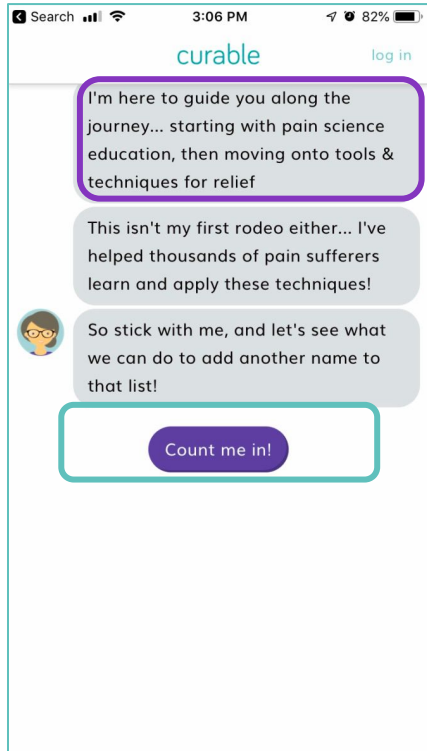 Search 3:06 PM 82%
curable log in
I'm here to guide you along the
journey... starting with pain science
education, then moving onto tools &
techniques for relief
This isn't my first rodeo either... I've
helped thousands of pain sufferers
learn and apply these techniques!
So stick with me, and let's see what
we can do to add another name to
that list!
Count me in!